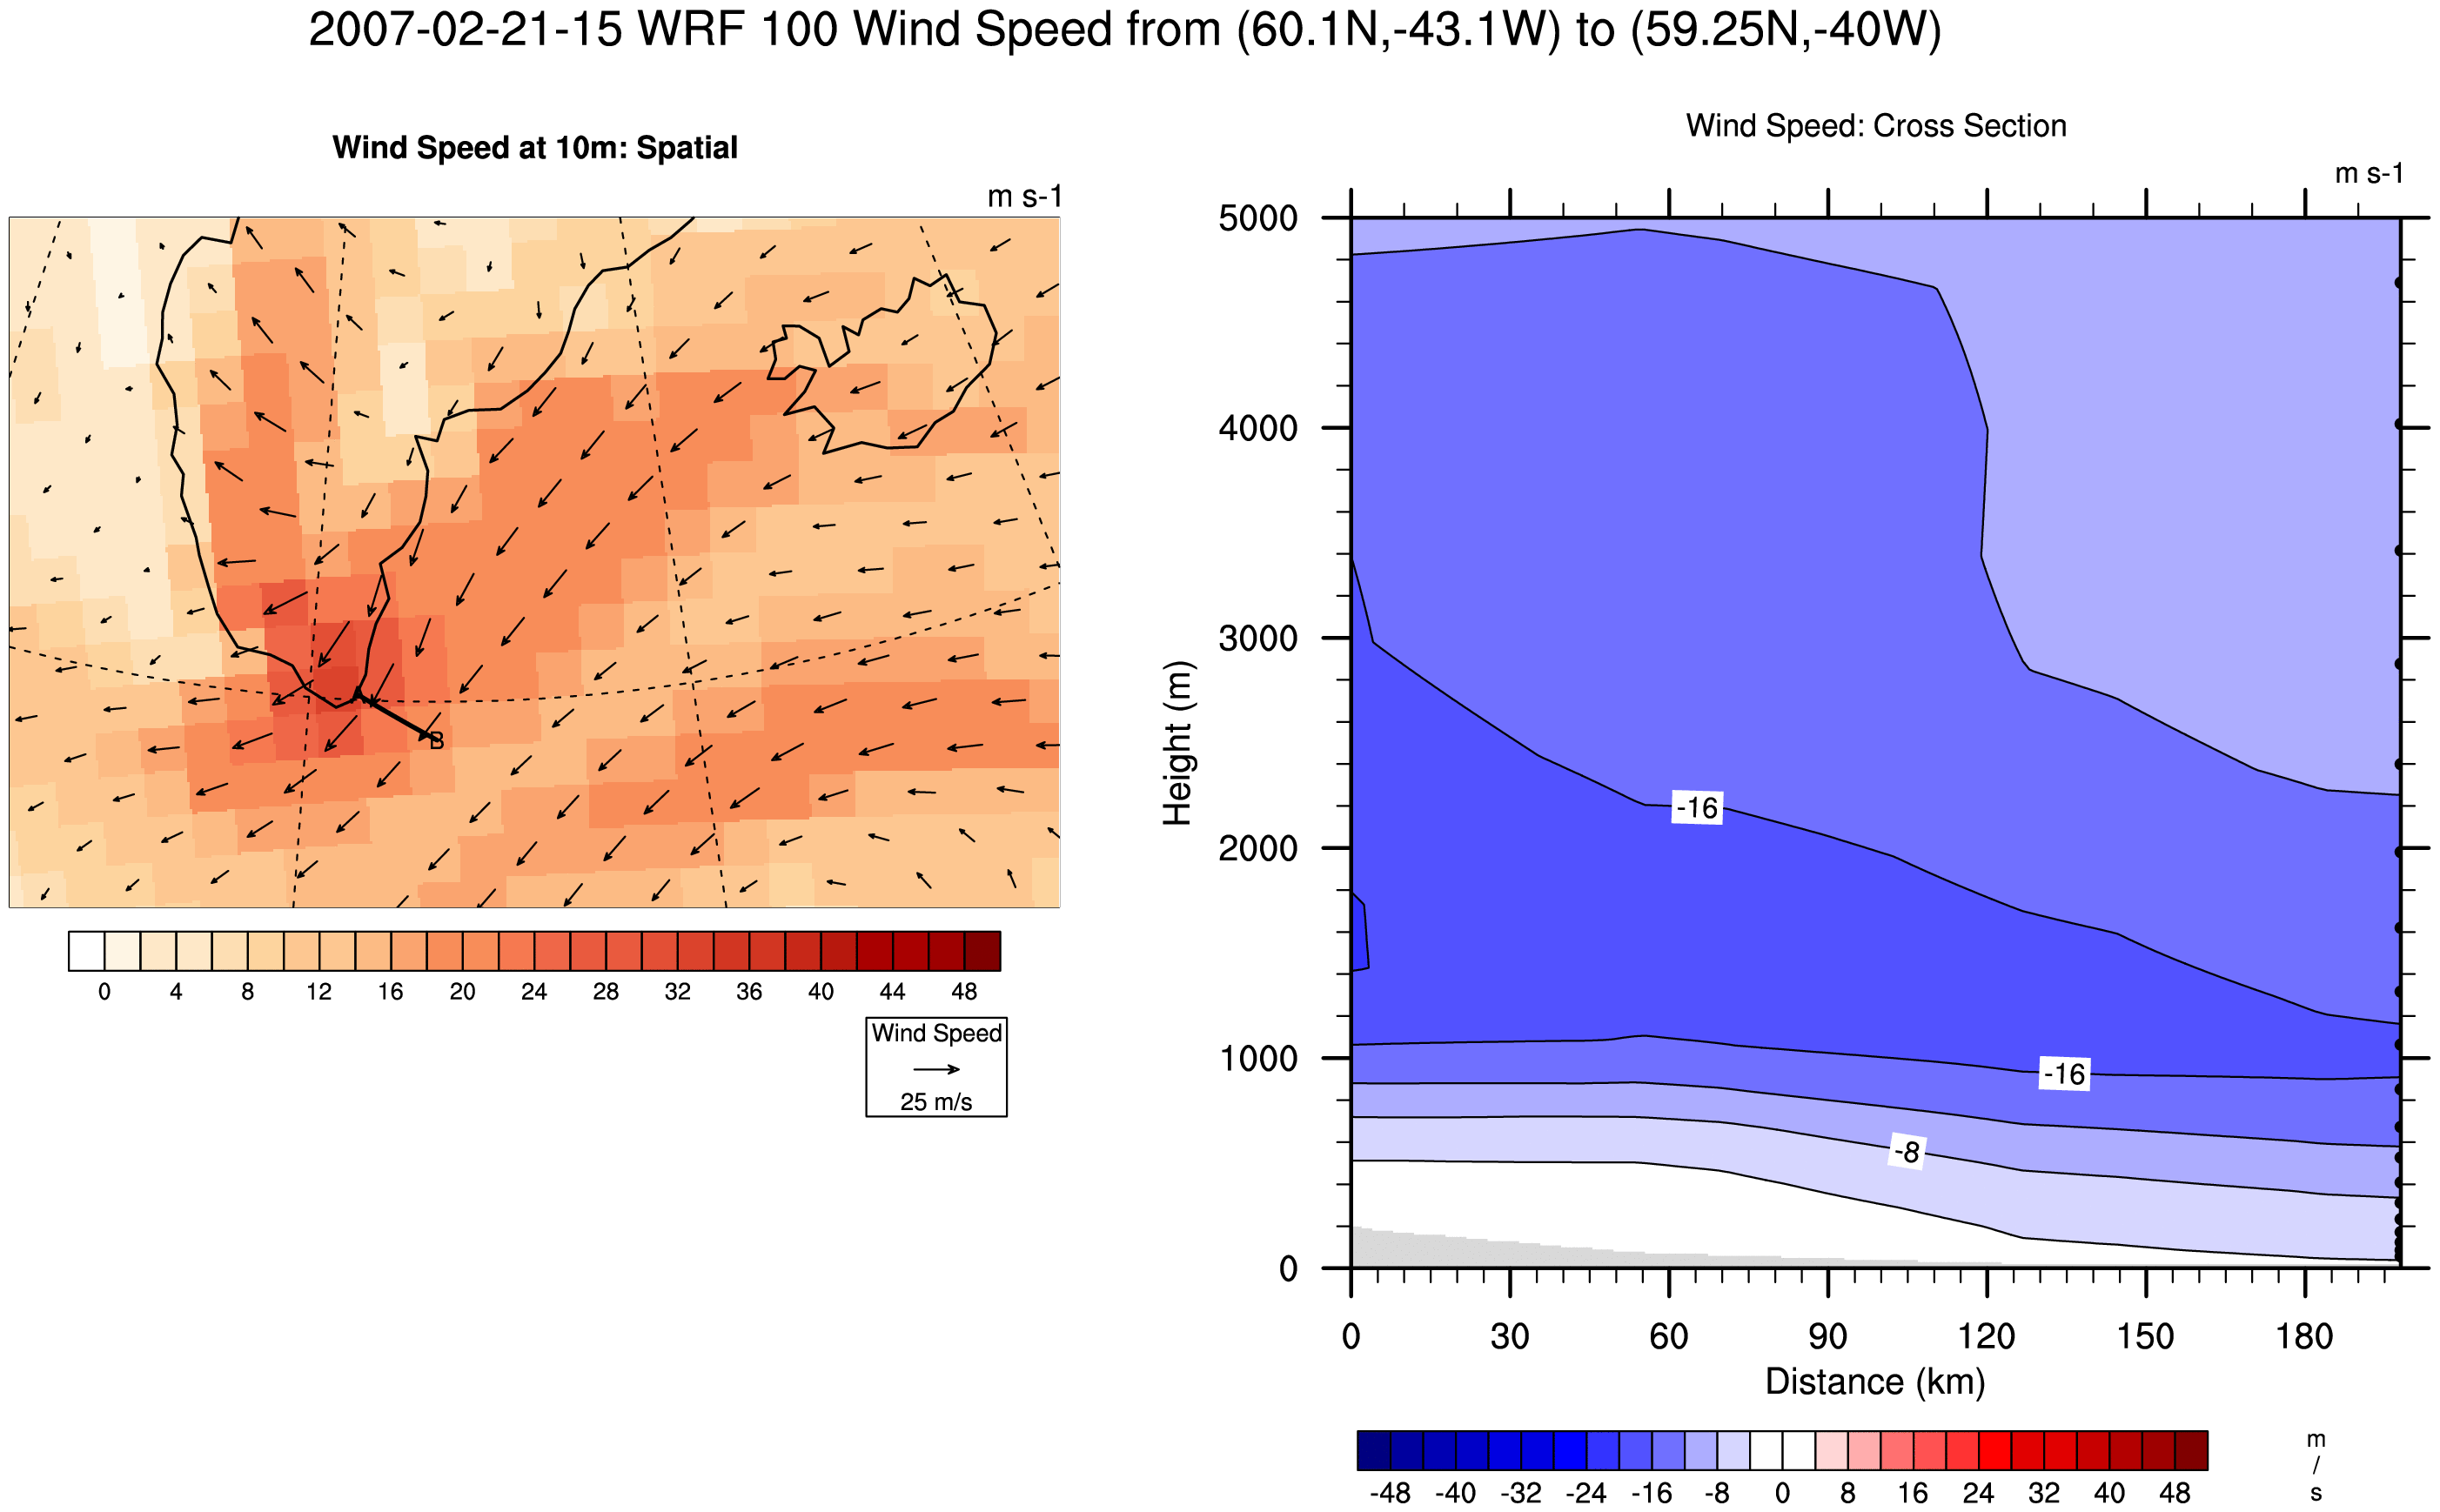 2007-02-21-15 WRF 100 Wind Speed from (60.1N,-43.1W) to (59.25N,-40W)
Wind Speed at 10m: Spatial
m s-1
B
0 4 8 12 16 20 24 28 32 36 40 44 48
Wind Speed
25 m/s
Wind Speed: Cross Section
m s-1
5000
4000
3000
2000
1000
0
Height (m)
-16
-16
-8
0 30 60 90 120 150 180
Distance (km)
-48 -40 -32 -24 -16 -8 0 8 16 24 32 40 48
m
/
s